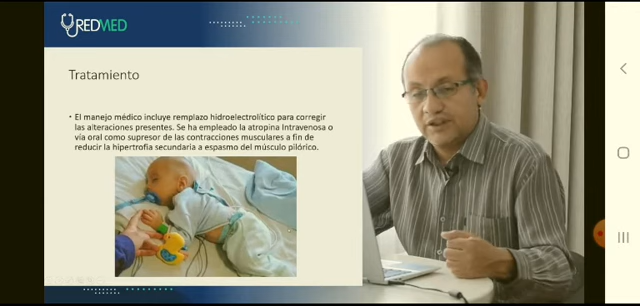 REDMED
Tratamiento
• El manejo médico incluye remplazo hidroelectrolítico para corregir
las alteraciones presentes. Se ha empleado la atropina Intravenosa o
vía oral como supresor de las contracciones musculares a fin de
reducir la hipertrofia secundaria a espasmo del músculo pilórico.